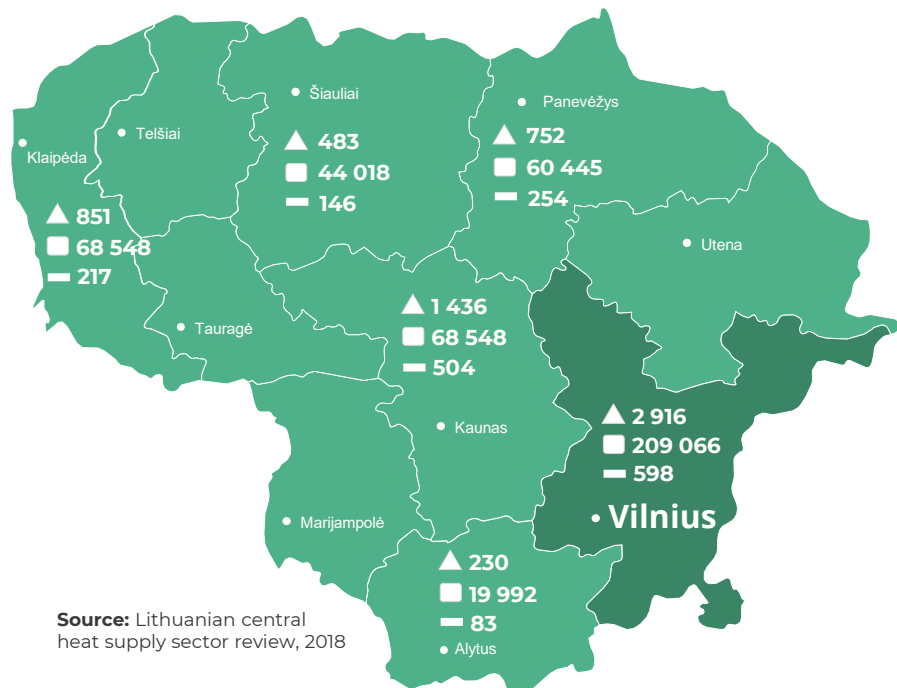 Šiauliai
483
44 018
146
Panevėžys
752
60 445
254
Telšiai
Klaipėda
851
68 548
217
Utena
Tauragė
1 436
68 548
504
Kaunas
2 916
209 066
598
Vilnius
Marijampolė
230
19 992
83
Alytus
Source: Lithuanian central
heat supply sector review, 2018